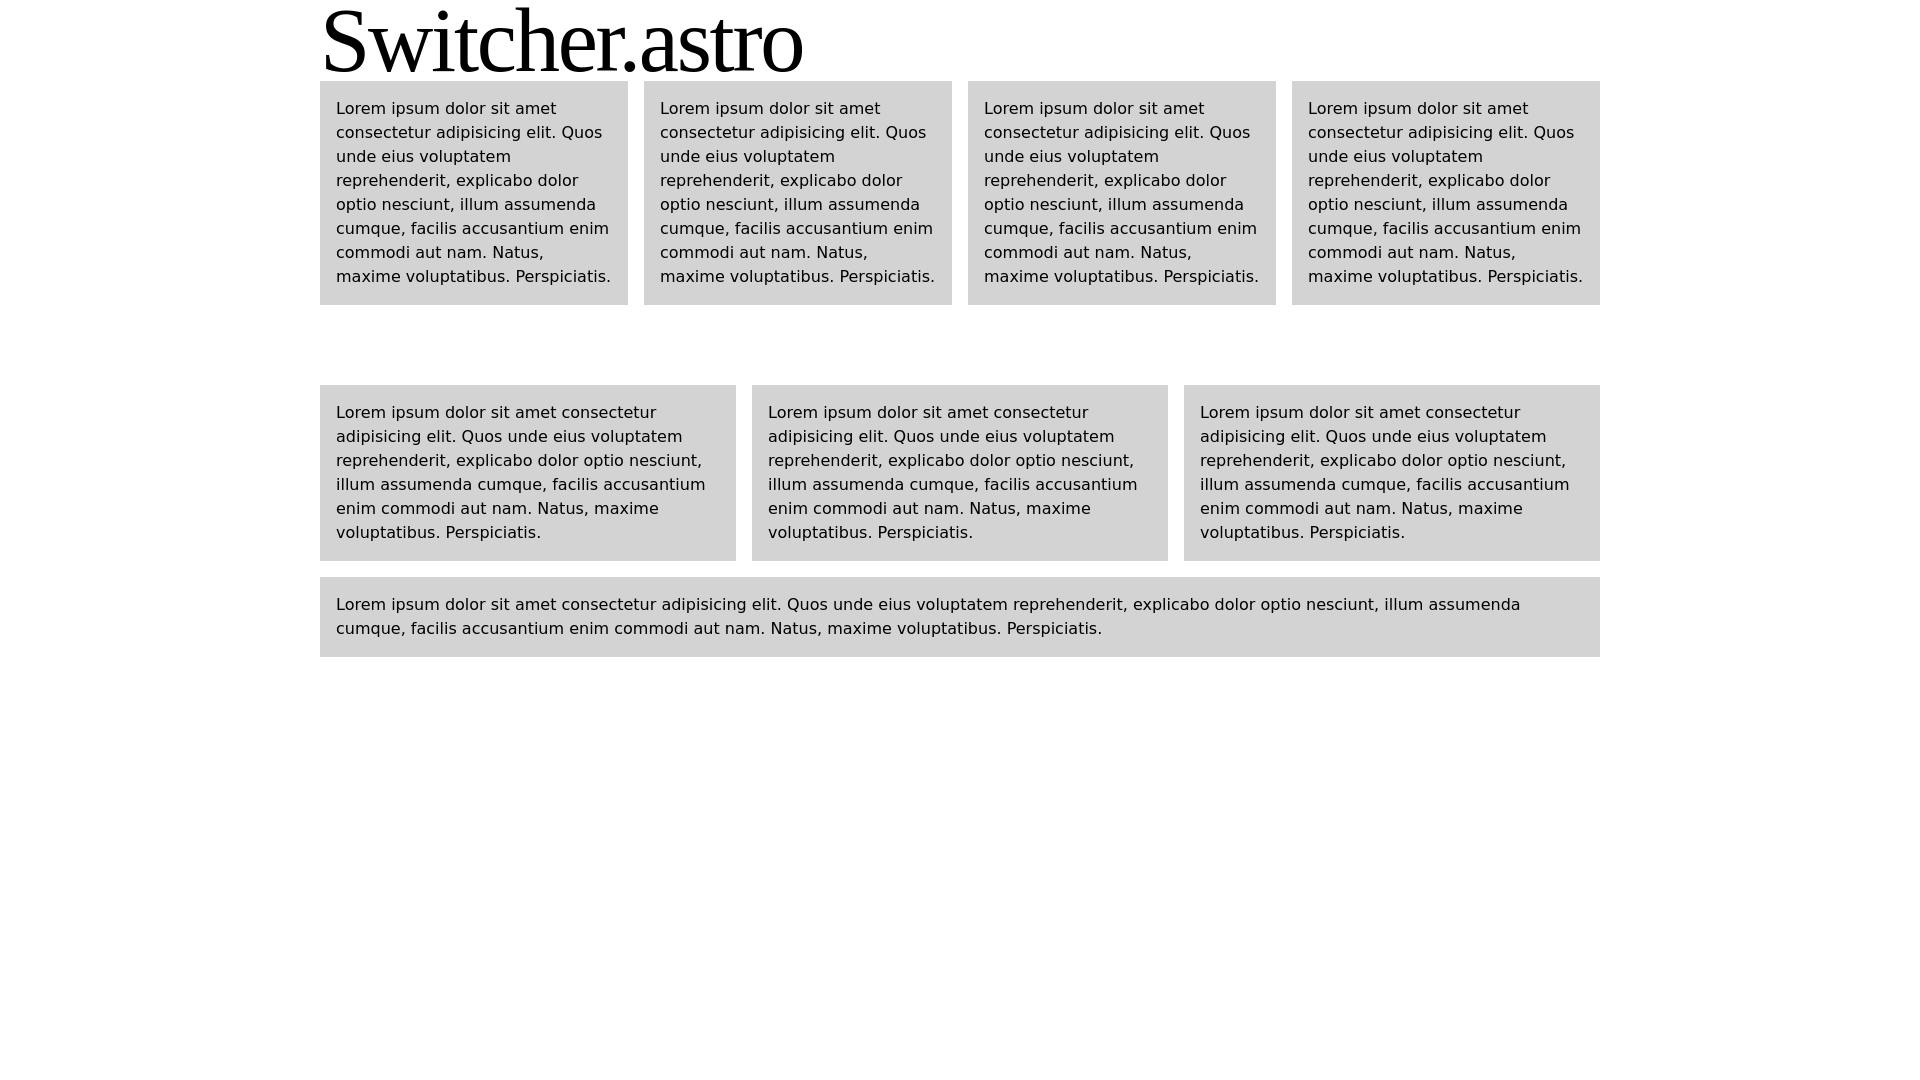 Switcher.astro
Lorem ipsum dolor sit amet
consectetur adipisicing elit. Quos
unde eius voluptatem
reprehenderit, explicabo dolor
optio nesciunt, illum assumenda
cumque, facilis accusantium enim
commodi aut nam. Natus,
maxime voluptatibus. Perspiciatis.
Lorem ipsum dolor sit amet
consectetur adipisicing elit. Quos
unde eius voluptatem
reprehenderit, explicabo dolor
optio nesciunt, illum assumenda
cumque, facilis accusantium enim
commodi aut nam. Natus,
maxime voluptatibus. Perspiciatis.
Lorem ipsum dolor sit amet
consectetur adipisicing elit. Quos
unde eius voluptatem
reprehenderit, explicabo dolor
optio nesciunt, illum assumenda
cumque, facilis accusantium enim
commodi aut nam. Natus,
maxime voluptatibus. Perspiciatis.
Lorem ipsum dolor sit amet
consectetur adipisicing elit. Quos
unde eius voluptatem
reprehenderit, explicabo dolor
optio nesciunt, illum assumenda
cumque, facilis accusantium enim
commodi aut nam. Natus,
maxime voluptatibus. Perspiciatis.
Lorem ipsum dolor sit amet consectetur
adipisicing elit. Quos unde eius voluptatem
reprehenderit, explicabo dolor optio nesciunt,
illum assumenda cumque, facilis accusantium
enim commodi aut nam. Natus, maxime
voluptatibus. Perspiciatis.
Lorem ipsum dolor sit amet consectetur
adipisicing elit. Quos unde eius voluptatem
reprehenderit, explicabo dolor optio nesciunt,
illum assumenda cumque, facilis accusantium
enim commodi aut nam. Natus, maxime
voluptatibus. Perspiciatis.
Lorem ipsum dolor sit amet consectetur
adipisicing elit. Quos unde eius voluptatem
reprehenderit, explicabo dolor optio nesciunt,
illum assumenda cumque, facilis accusantium
enim commodi aut nam. Natus, maxime
voluptatibus. Perspiciatis.
Lorem ipsum dolor sit amet consectetur adipisicing elit. Quos unde eius voluptatem reprehenderit, explicabo dolor optio nesciunt, illum assumenda
cumque, facilis accusantium enim commodi aut nam. Natus, maxime voluptatibus. Perspiciatis.